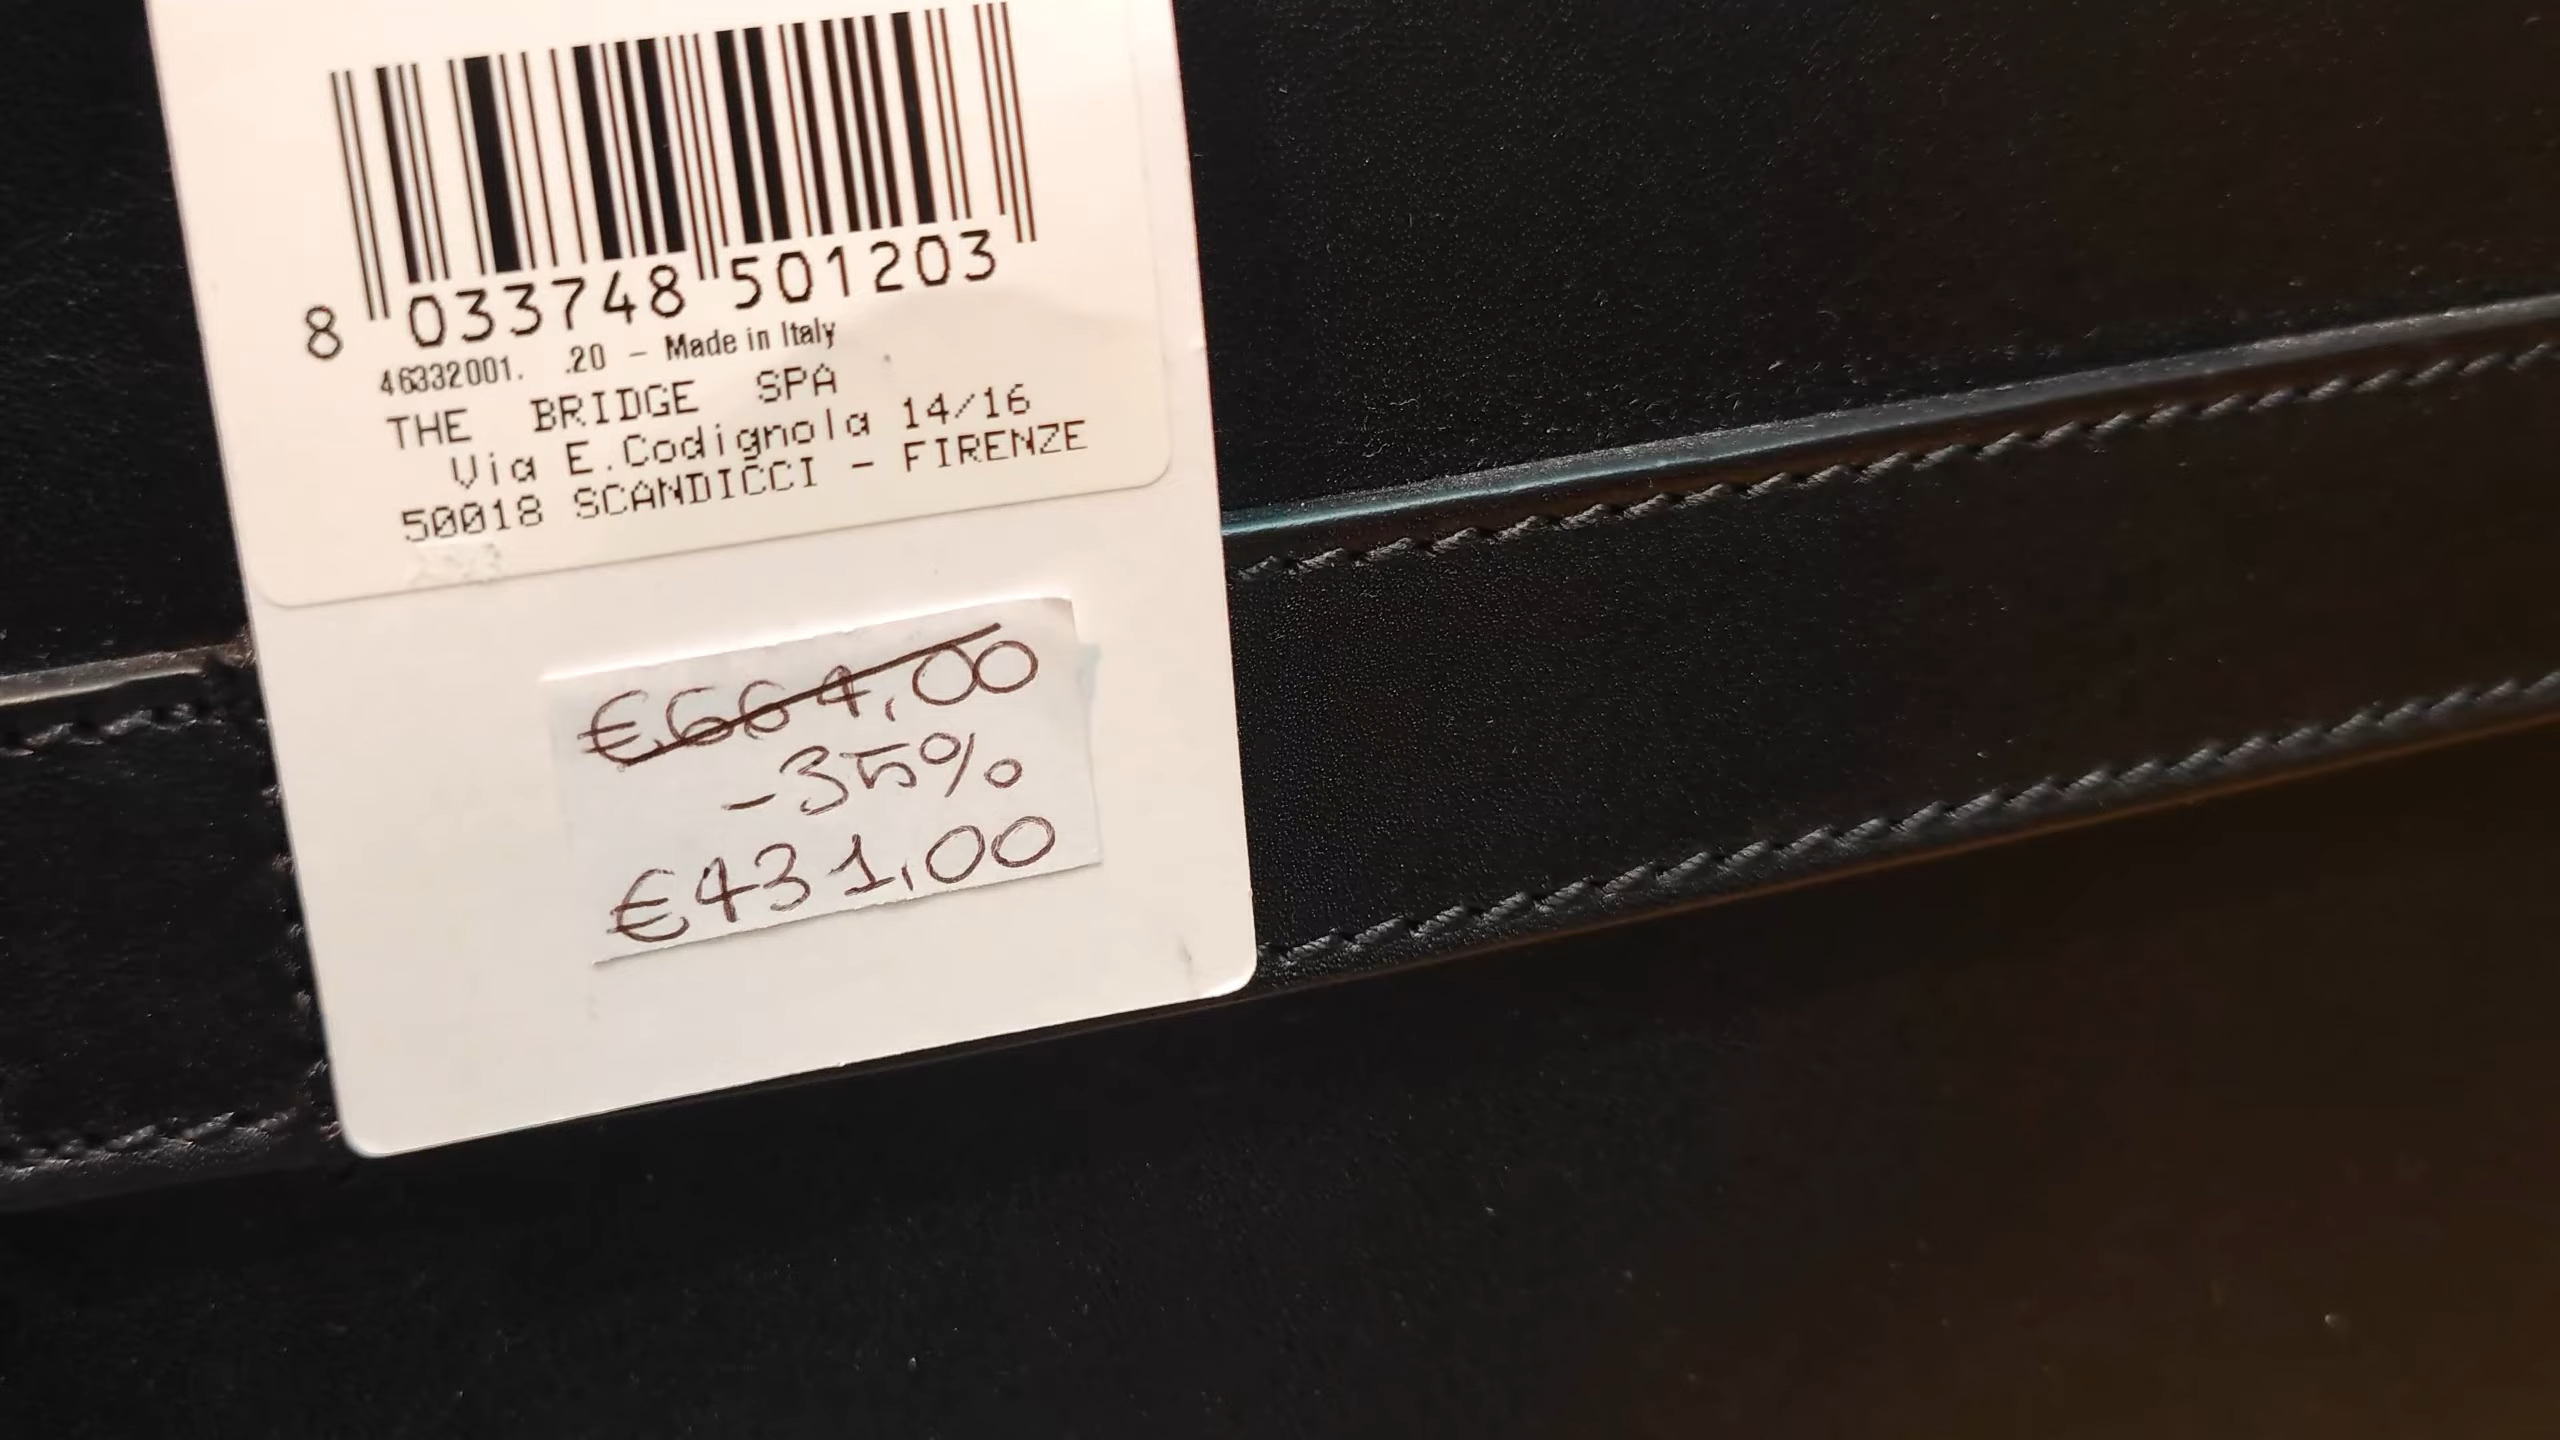 8 033748 501203
46332001. .20 - Made in Italy
THE BRIDGE SPA
Via E.Codignola 14/16
50018 SCANDICCI - FIRENZE
€664,00
-35%
€431,00